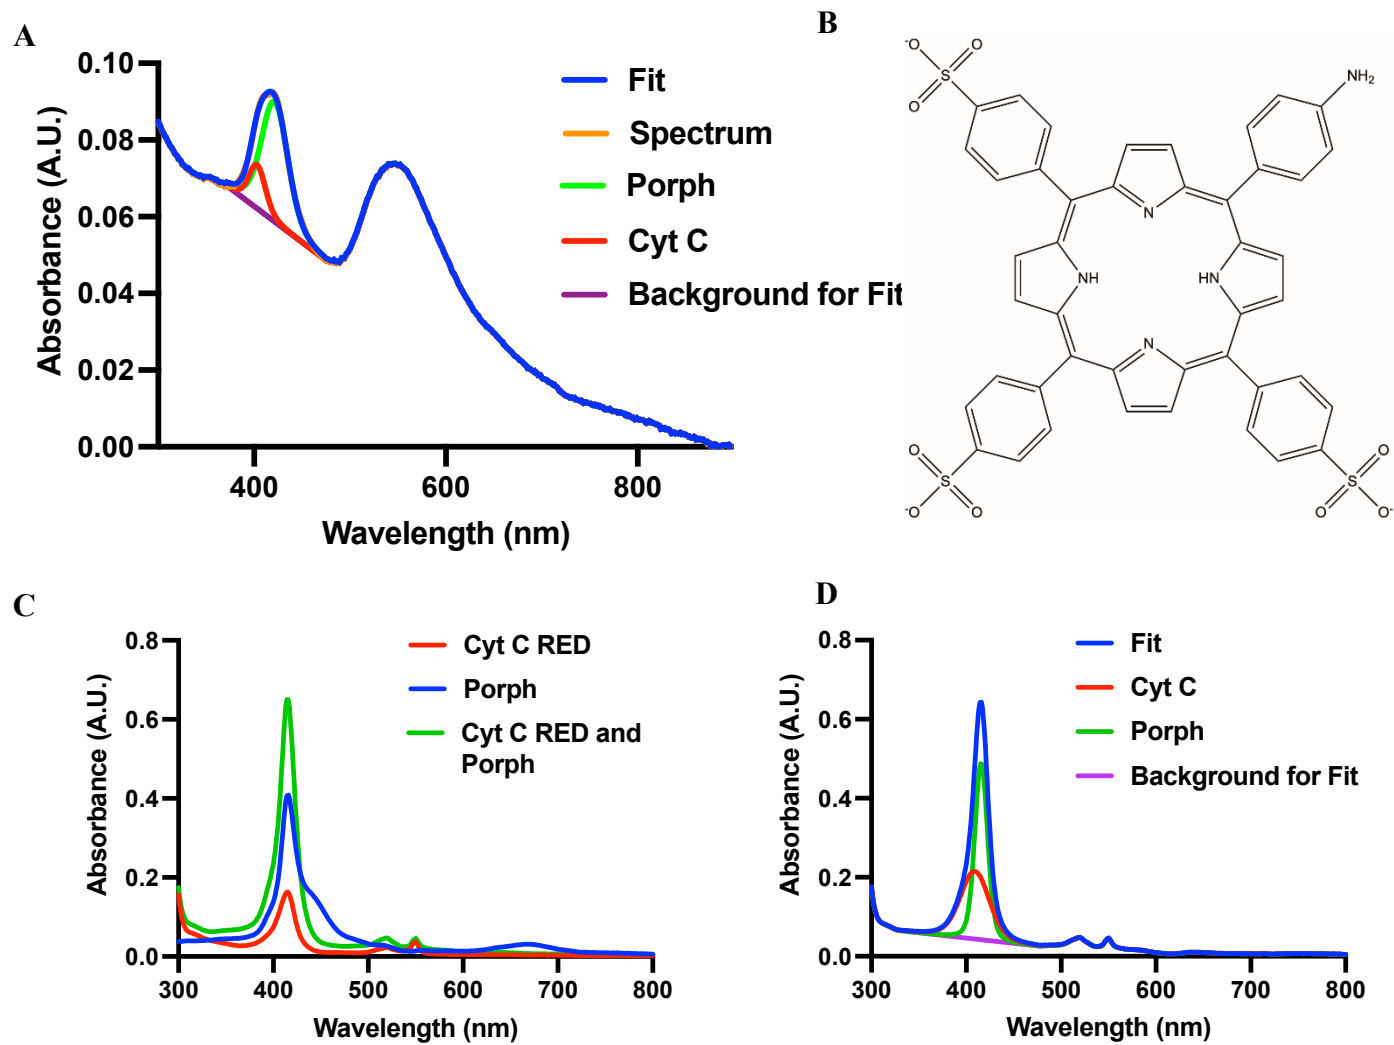 A
0.10
0.08
0.06
0.04
0.02
0.00
Absorbance (A.U.)
400
600
800
Wavelength (nm)
Fit
Spectrum
Porph
Cyt C
Background for Fit
B
-O
O
S
O
NH2
N
NH
HN
N
O
S
-O
O
O
S
O
O-
C
0.8
0.6
0.4
0.2
0.0
Absorbance (A.U.)
300
400
500
600
700
800
Wavelength (nm)
Cyt C RED
Porph
Cyt C RED and
Porph
D
0.8
0.6
0.4
0.2
0.0
Absorbance (A.U.)
300
400
500
600
700
800
Wavelength (nm)
Fit
Cyt C
Porph
Background for Fit